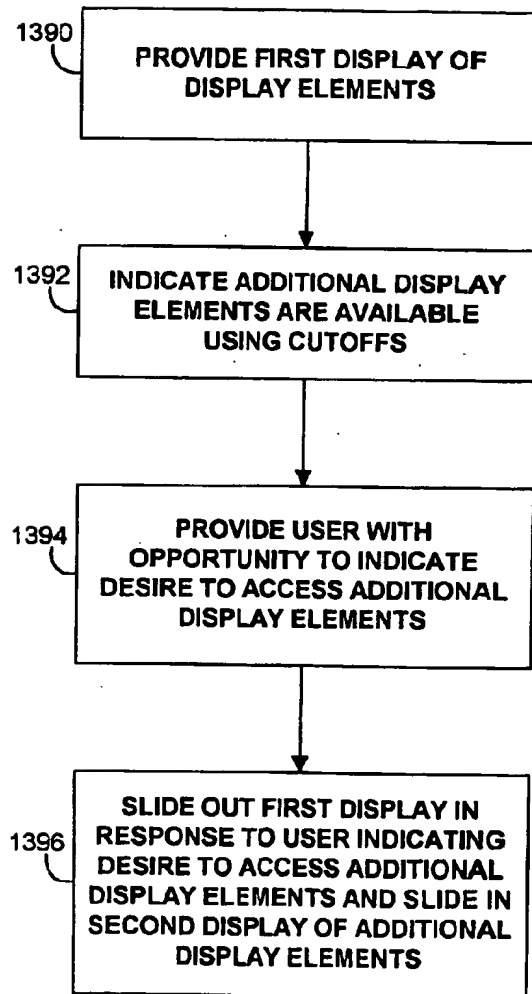 1390
PROVIDE FIRST DISPLAY OF
DISPLAY ELEMENTS
1392
INDICATE ADDITIONAL DISPLAY
ELEMENTS ARE AVAILABLE
USING CUTOFFS
1394
PROVIDE USER WITH
OPPORTUNITY TO INDICATE
DESIRE TO ACCESS ADDITIONAL
DISPLAY ELEMENTS
1396
SLIDE OUT FIRST DISPLAY IN
RESPONSE TO USER INDICATING
DESIRE TO ACCESS ADDITIONAL
DISPLAY ELEMENTS AND SLIDE IN
SECOND DISPLAY OF ADDITIONAL
DISPLAY ELEMENTS